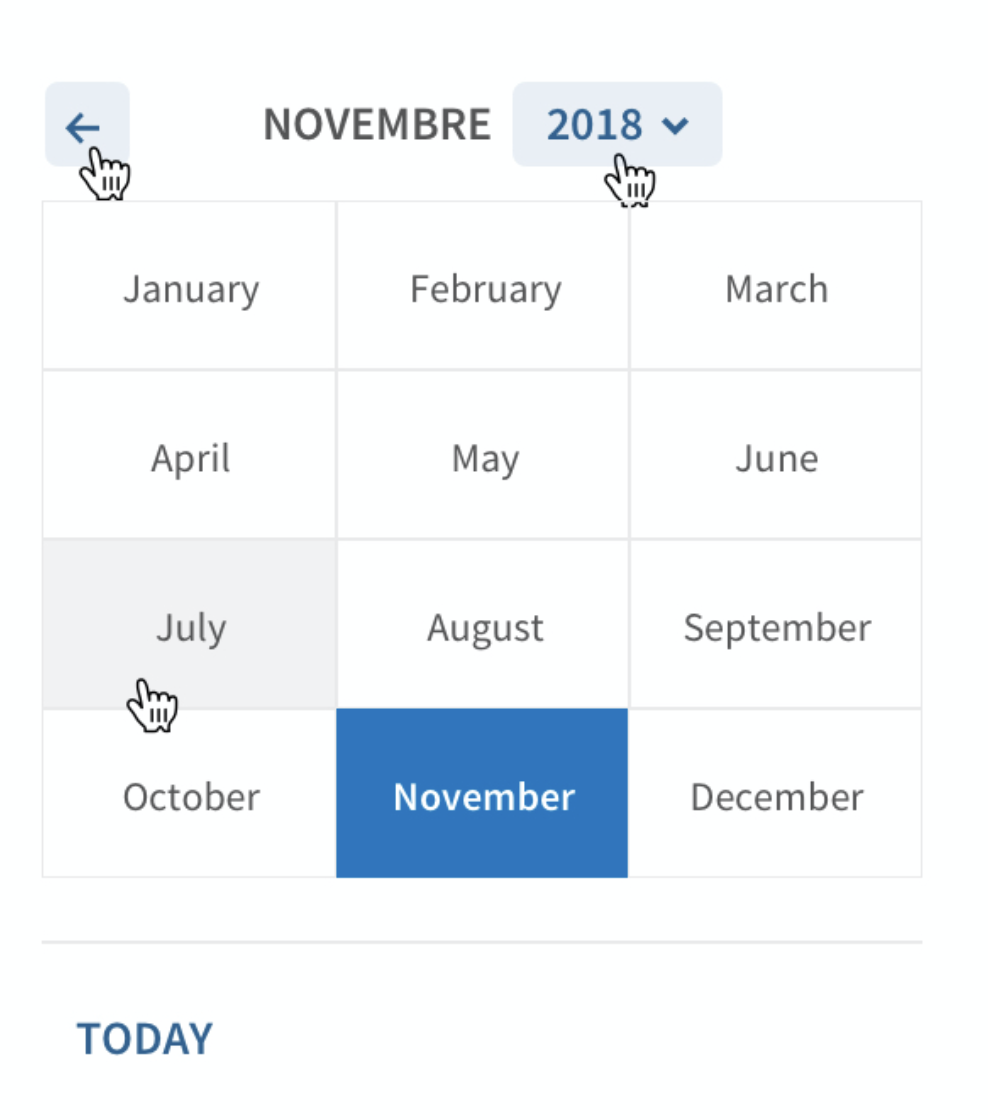 NOVEMBRE 2018
January February March
April May June
July August September
October November December
TODAY